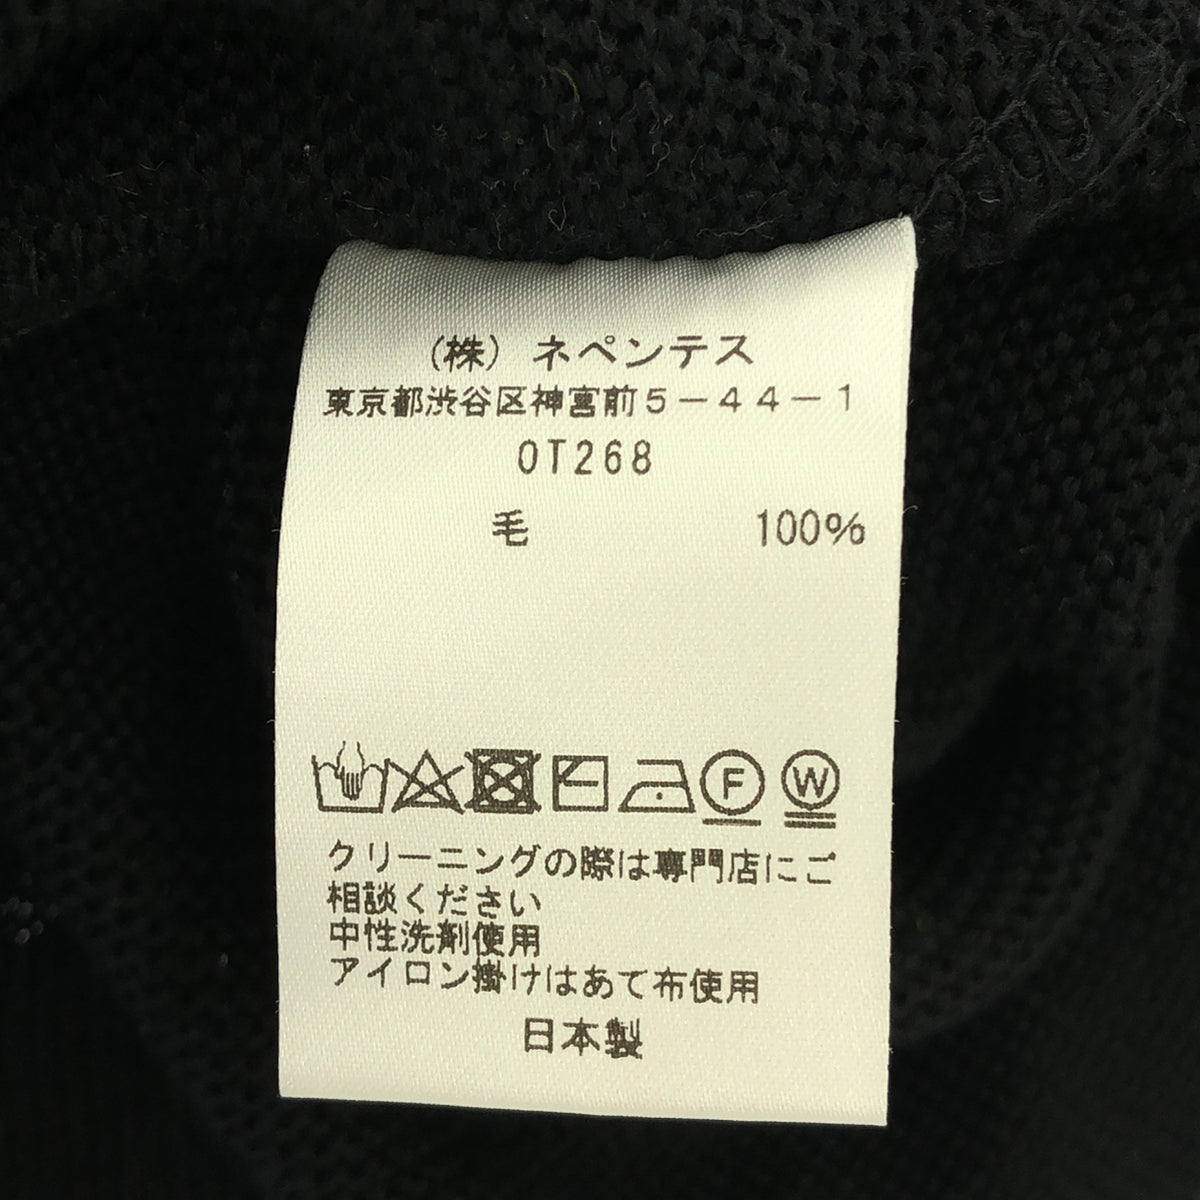 (株) ネペンテス
東京都渋谷区神宮前5-44-1
0T268
毛 100%
F W
クリーニングの際は専門店にご
相談ください
中性洗剤使用
アイロン掛けはあて布使用
日本製